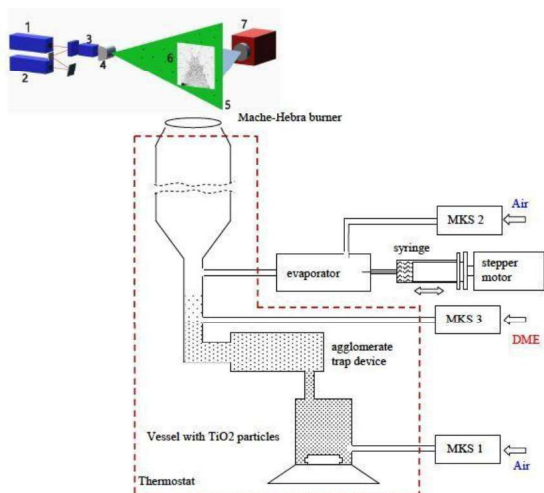 1
2
3
4
5
6
7
Mache-Hebra burner
Air
MKS 2
syringe
evaporator
stepper
motor
MKS 3
DME
agglomerate
trap device
Vessel with TiO2 particles
MKS 1
Air
Thermostat